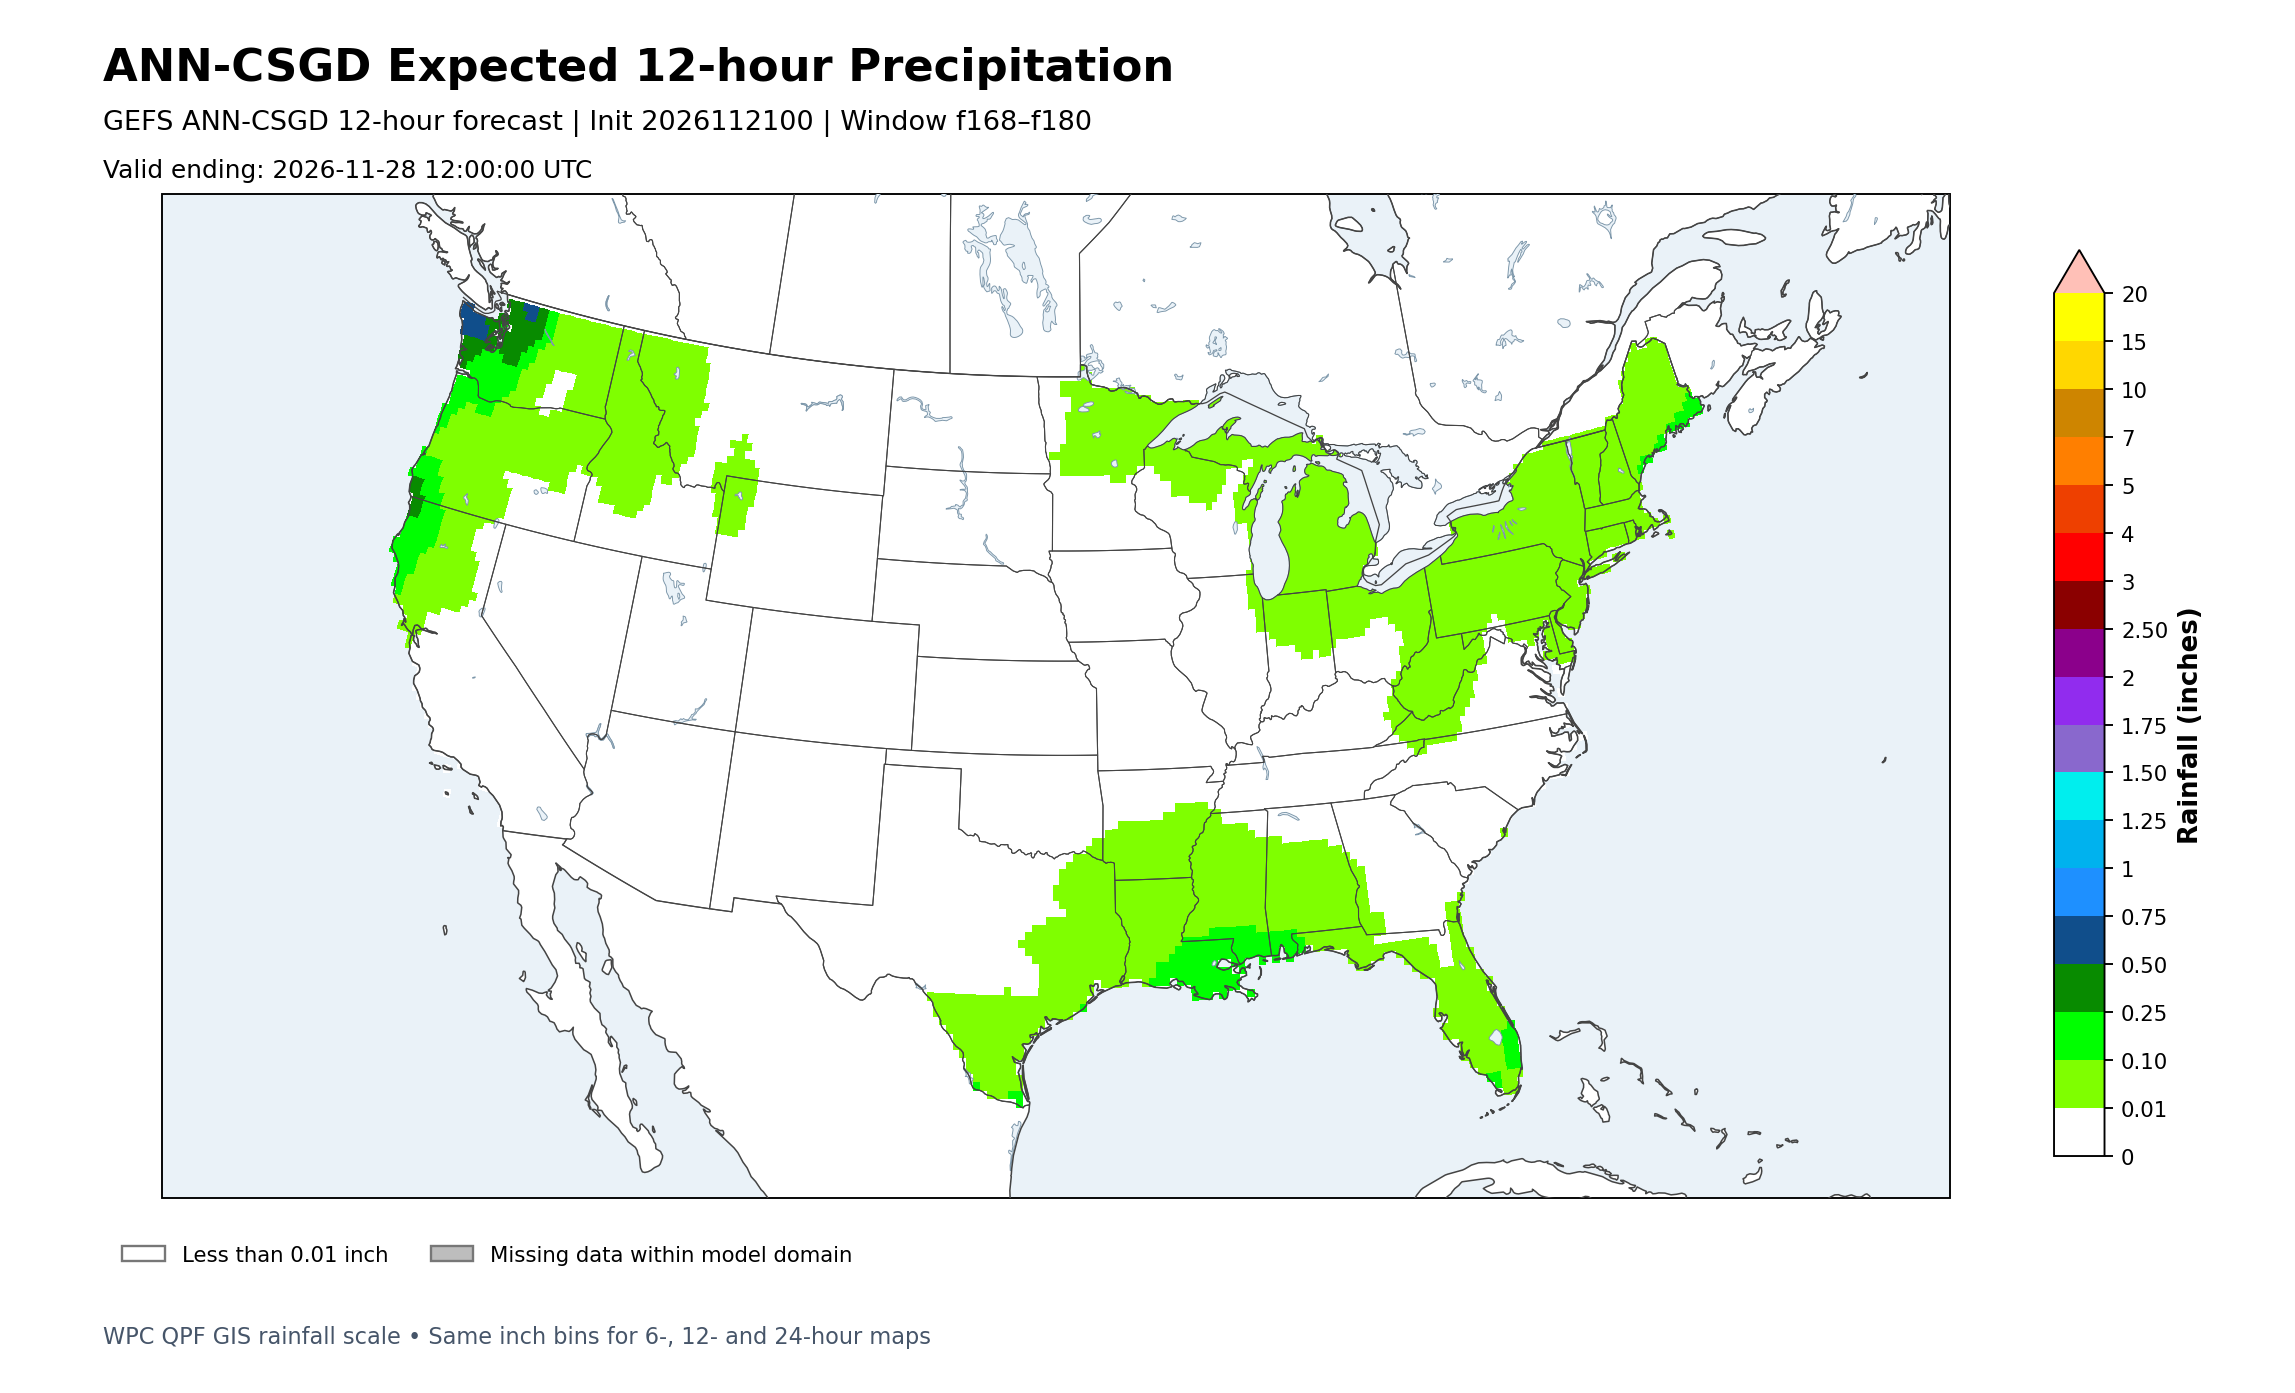 ANN-CSGD Expected 12-hour Precipitation
GEFS ANN-CSGD 12-hour forecast | Init 2026112100 | Window f168–f180
Valid ending: 2026-11-28 12:00:00 UTC
20
15
10
7
5
4
3
2.50
2
1.75
1.50
1.25
1
0.75
0.50
0.25
0.10
0.01
0
Rainfall (inches)
Less than 0.01 inch
Missing data within model domain
WPC QPF GIS rainfall scale • Same inch bins for 6-, 12- and 24-hour maps